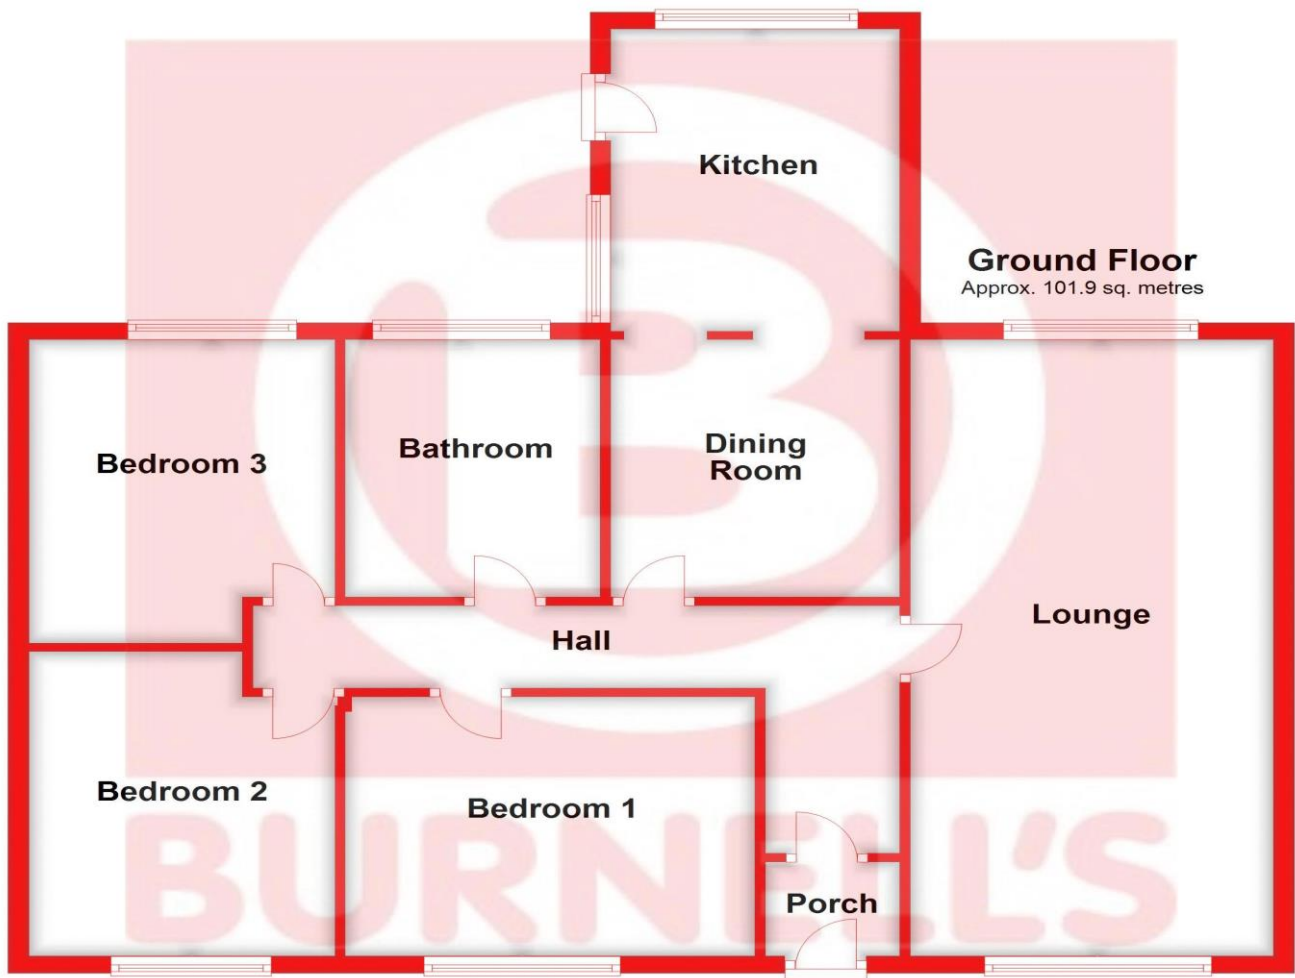 Kitchen
Ground Floor
Approx. 101.9 sq. metres
Bedroom 3
Bathroom
Dining
Room
Hall
Lounge
Bedroom 2
Bedroom 1
Porch
B
BURNELL'S